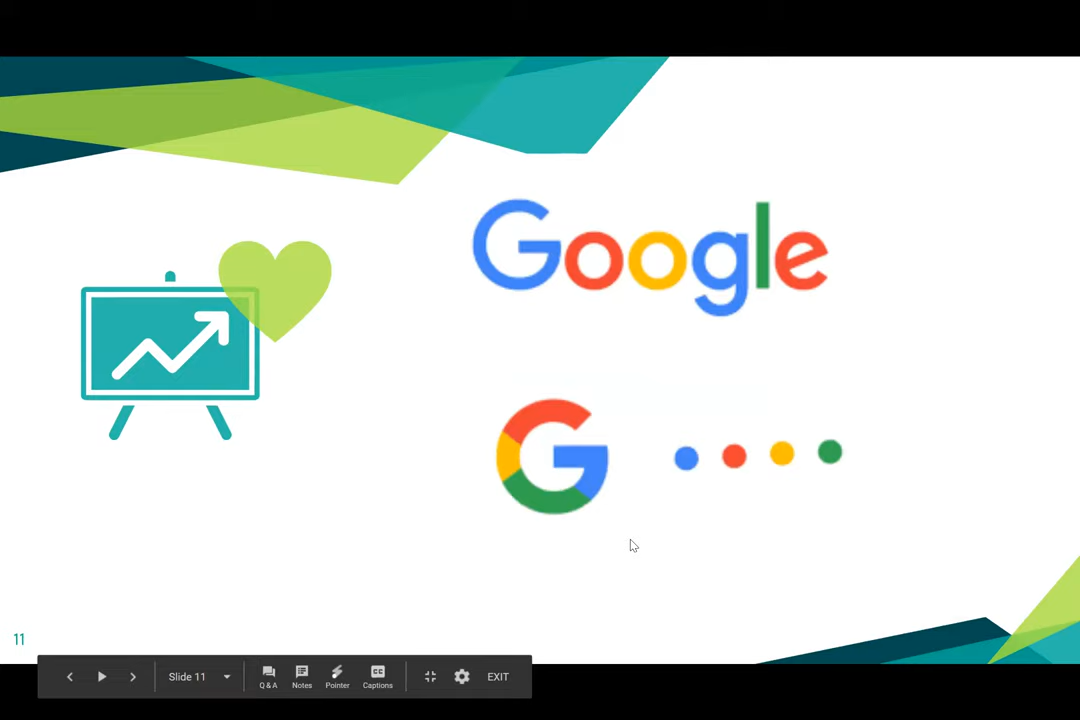 Google
G
11
Slide 11
Q & A
Notes
Pointer
CC
Captions
EXIT